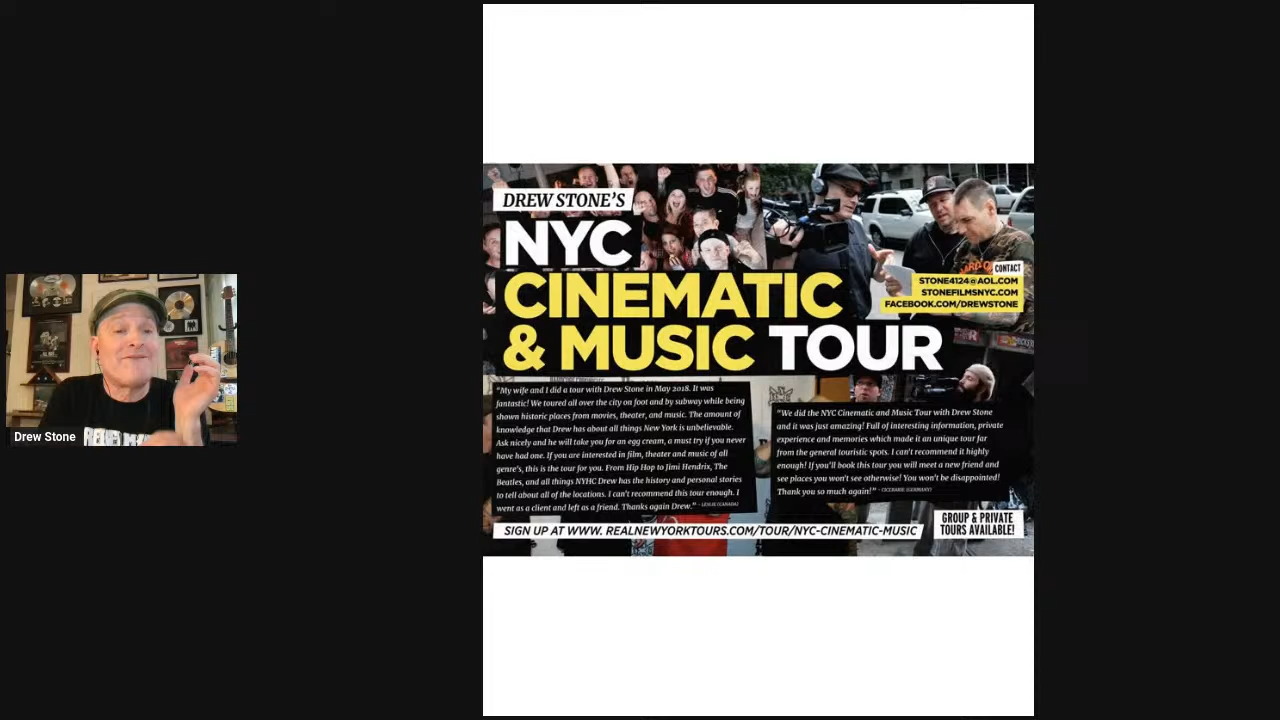 Drew Stone
DREW STONE'S
NYC
CINEMATIC
& MUSIC TOUR
CONTACT
STONE4124@AOL.COM
STONEFILMSNYC.COM
FACEBOOK.COM/DREWSTONE
"My wife and I did a tour with Drew Stone in May 2018. It was
fantastic! We toured all over the city on foot and by subway while being
shown historic places from movies, theater, and music. The amount of
knowledge that Drew has about all things New York is unbelievable.
Ask nicely and he will take you for an egg cream, a must try if you never
have had one. If you are interested in film, theater and music of all
genre's, this is the tour for you. From Hip Hop to Jimi Hendrix, The
Beatles, and all things NYHC Drew has the history and personal stories
to tell about all of the locations. I can't recommend this tour enough. I
went as a client and left as a friend. Thanks again Drew." - LESLIE (CANADA)
"We did the NYC Cinematic and Music Tour with Drew Stone
and it was just amazing! Full of interesting information, private
experience and memories which made it an unique tour far
from the general touristic spots. I can't recommend it highly
enough! If you'll book this tour you will meet a new friend and
see places you won't see otherwise! You won't be disappointed!
Thank you so much again!" - (GERMANY)
SIGN UP AT WWW. REALNEWYORKTOURS.COM/TOUR/NYC-CINEMATIC-MUSIC
GROUP & PRIVATE
TOURS AVAILABLE!